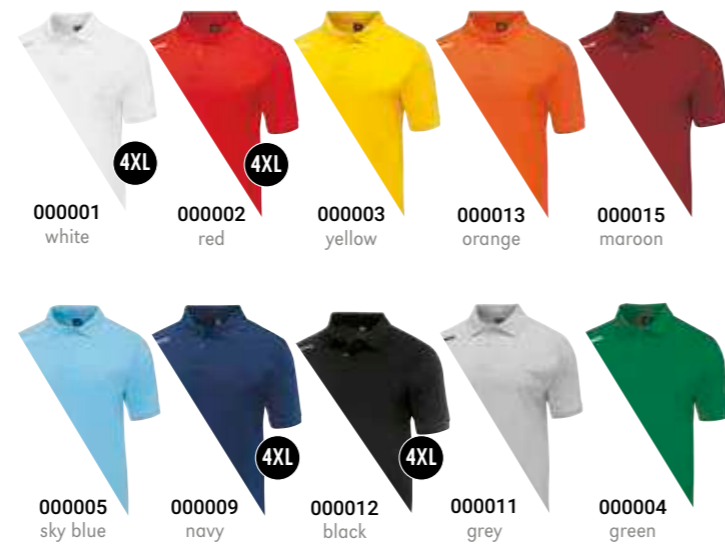 4XL
4XL
000001 000002 000003 000013 000015
white red yellow orange maroon
4XL
4XL
000005 000009 000012 000011 000004
sky blue navy black grey green